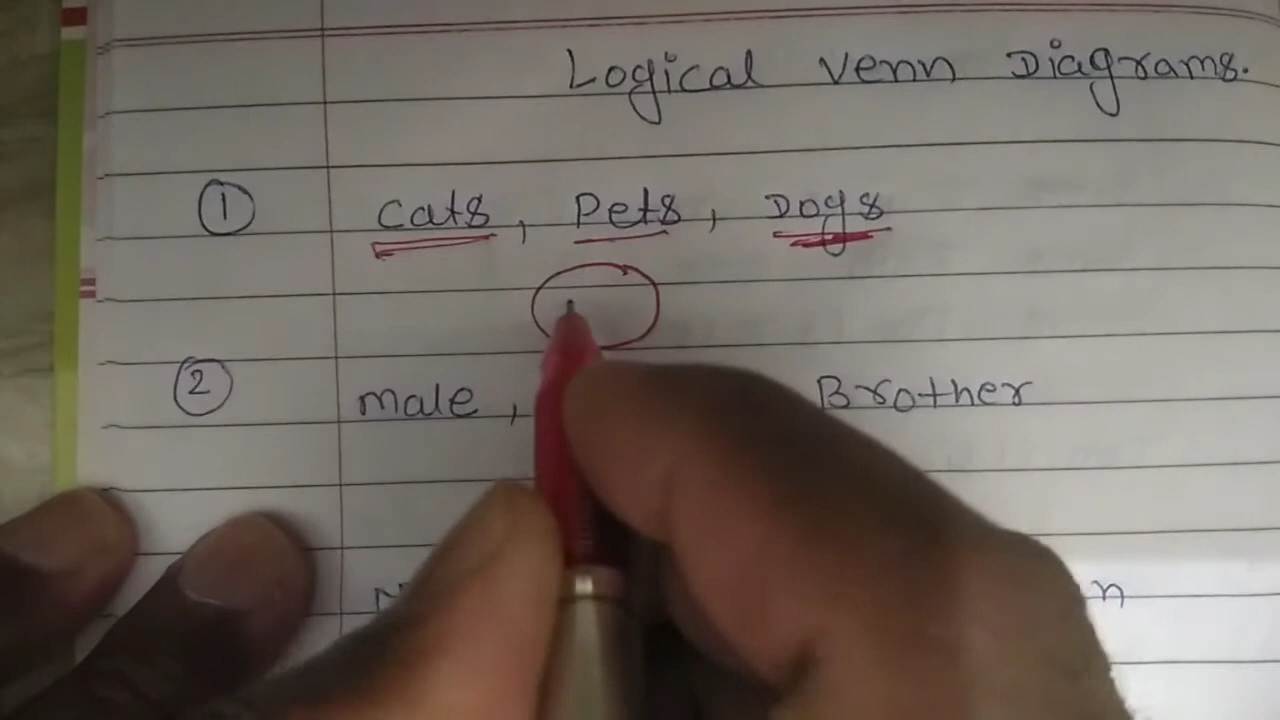 Logical Venn Diagrams.
1 Cats, Pets, Dogs
2 male, Brother